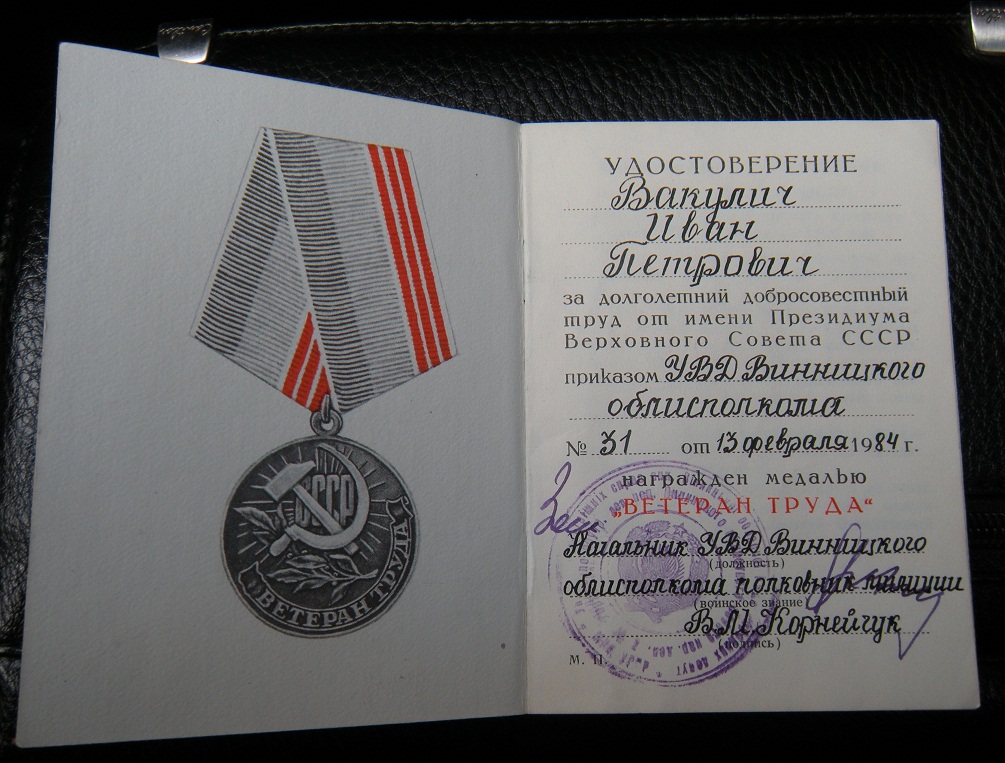 СССР
ВЕТЕРАН ТРУДА
УДОСТОВЕРЕНИЕ
Вакулич
Иван
Петрович
за долголетний добросовестный
труд от имени Президиума
Верховного Совета СССР
приказом УВД Винницкого
облисполкома
№ 31 от 13 февраля 1984 г.
награжден медалью
„ВЕТЕРАН ТРУДА“
Начальник УВД Винницкого
(должность)
облисполкома полковник милиции
(воинское звание)
В.М. Корнейчук
(подпись)
М. П.